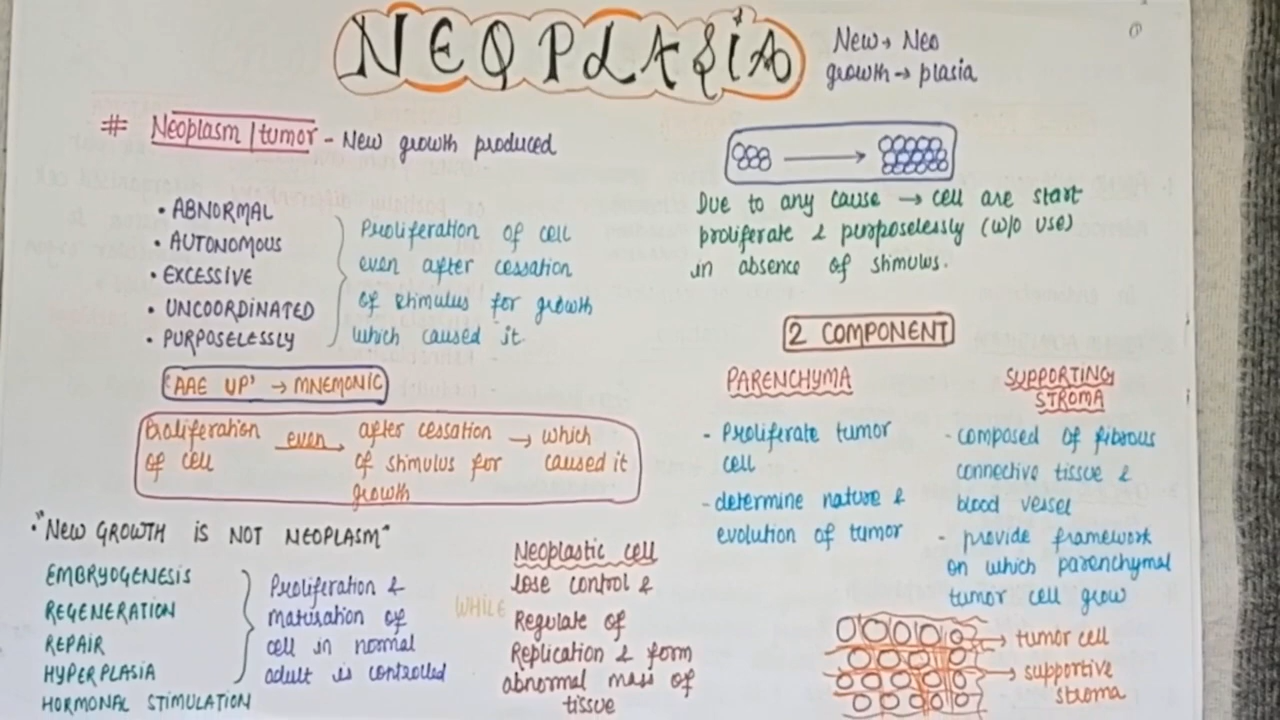 NEOPLASIA
New → Neo
growth → plasia
# Neoplasm / tumor - New growth produced
• ABNORMAL
• AUTONOMOUS
• EXCESSIVE
• UNCOORDINATED
• PURPOSELESSLY
Proliferation of cell
even after cessation
of stimulus for growth
which caused it
'AAE UP' → MNEMONIC
Proliferation of cell even → after cessation of stimulus for growth → which caused it
• "NEW GROWTH IS NOT NEOPLASM"
EMBRYOGENESIS
REGENERATION
REPAIR
HYPERPLASIA
HORMONAL STIMULATION
Proliferation &
maturation of
cell in normal
adult is controlled
WHILE
Neoplastic cell
lose control &
Regulate of
Replication & form
abnormal mass of
tissue
Due to any cause → cell are start
proliferate & purposelessly (w/o use)
in absence of stimulus.
2 COMPONENT
PARENCHYMA
- Proliferate tumor
cell
- determine nature &
evolution of tumor
SUPPORTING
STROMA
- composed of fibrous
connective tissue &
blood vessel
- provide framework
on which parenchymal
tumor cell grow
→ tumor cell
→ supportive
stroma